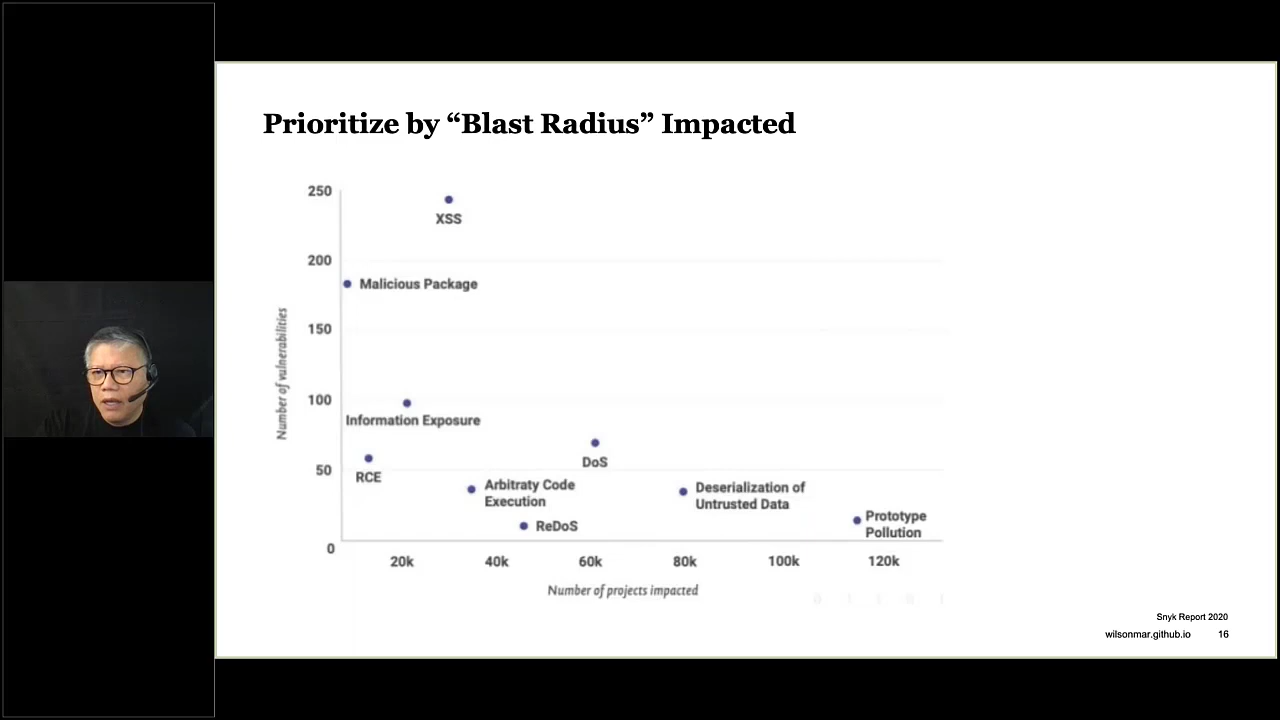 Prioritize by “Blast Radius” Impacted
250
XSS
200
Malicious Package
150
Number of vulnerabilities
100
Information Exposure
DoS
50
RCE
Arbitraty Code
Execution
Deserialization of
Untrusted Data
ReDoS
Prototype
Pollution
0
20k
40k
60k
80k
100k
120k
Number of projects impacted
Snyk Report 2020
wilsonmar.github.io
16